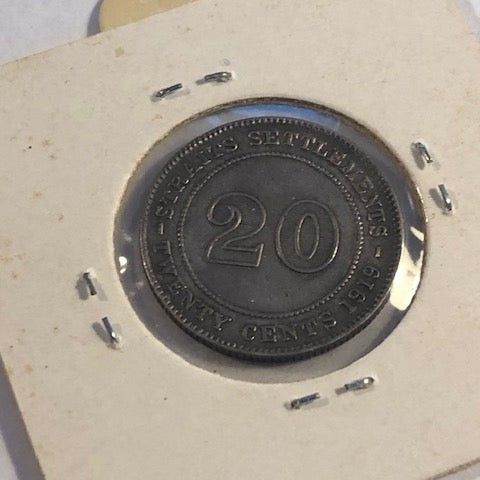 - STRAITS SETTLEMENTS -
20
TWENTY CENTS 1919